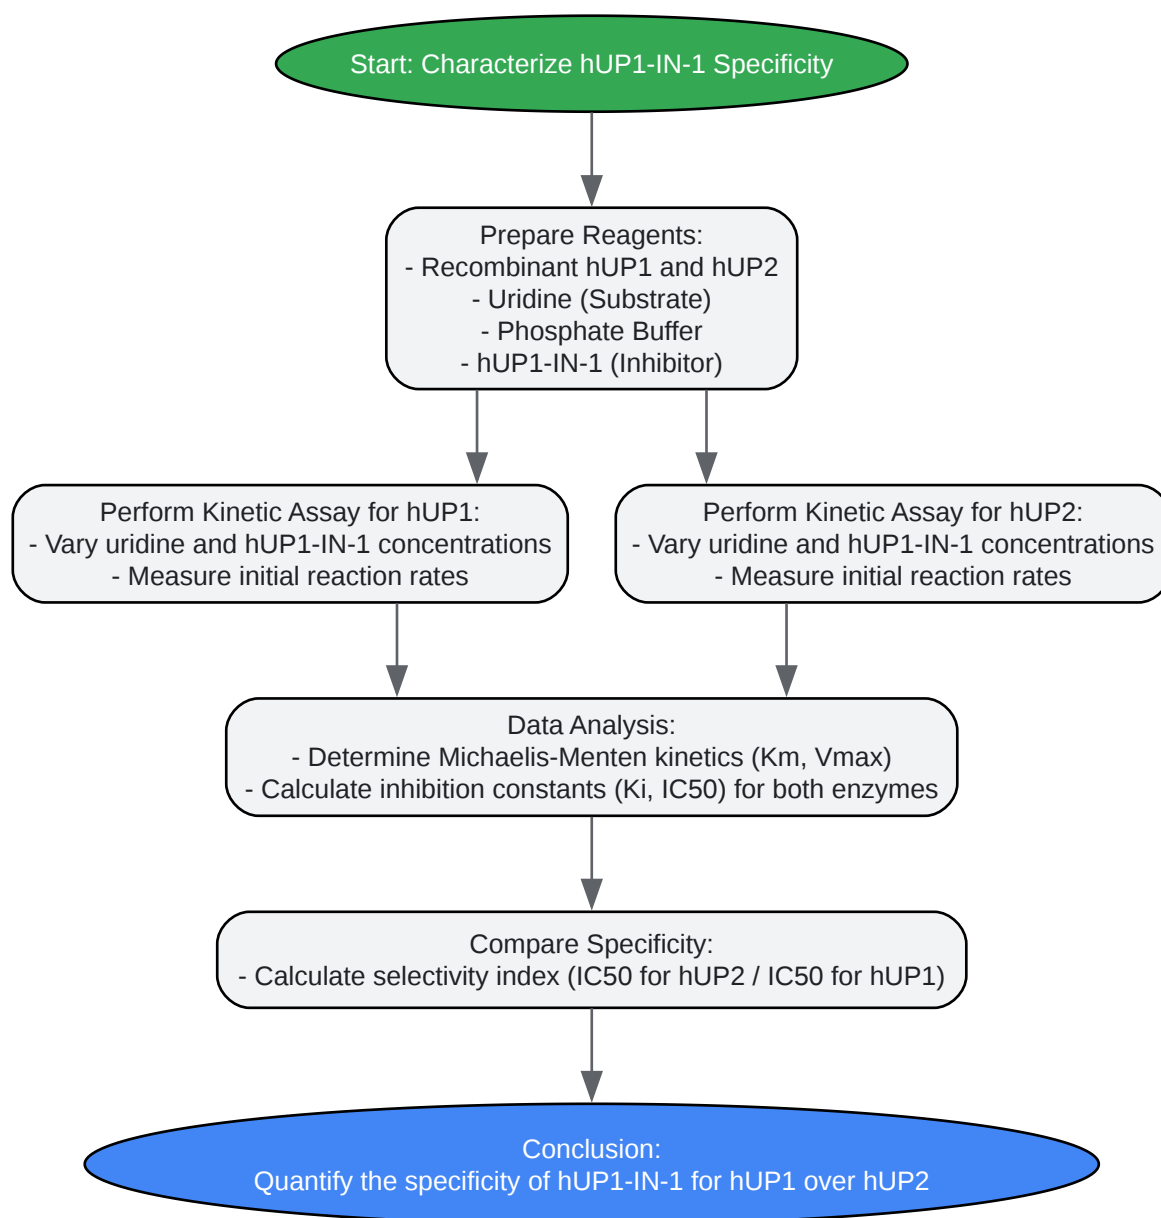 Start: Characterize hUP1-IN-1 Specificity
Prepare Reagents:
- Recombinant hUP1 and hUP2
- Uridine (Substrate)
- Phosphate Buffer
- hUP1-IN-1 (Inhibitor)
Perform Kinetic Assay for hUP1:
- Vary uridine and hUP1-IN-1 concentrations
- Measure initial reaction rates
Perform Kinetic Assay for hUP2:
- Vary uridine and hUP1-IN-1 concentrations
- Measure initial reaction rates
Data Analysis:
- Determine Michaelis-Menten kinetics (Km, Vmax)
- Calculate inhibition constants (Ki, IC50) for both enzymes
Compare Specificity:
- Calculate selectivity index (IC50 for hUP2 / IC50 for hUP1)
Conclusion:
Quantify the specificity of hUP1-IN-1 for hUP1 over hUP2